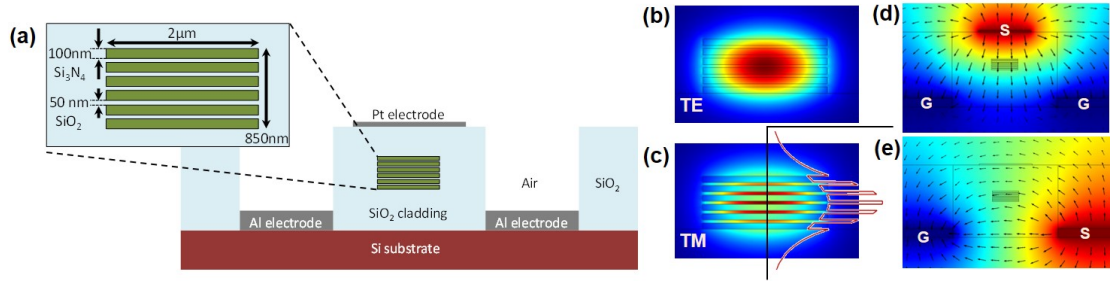 (a)
2μm
100nm
Si₃N₄
50 nm
SiO₂
850nm
Pt electrode
Air
SiO₂
SiO₂ cladding
Al electrode
Al electrode
Si substrate
(b)
TE
(c)
TM
(d)
S
G
G
(e)
G
S